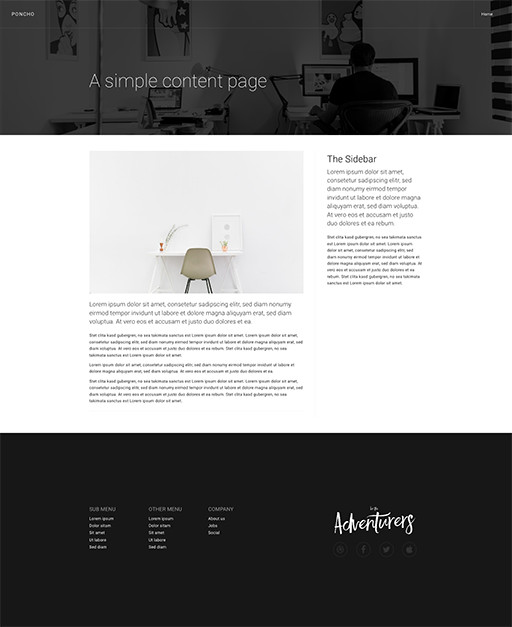 PONCHO
Home
A simple content page
Lorem ipsum dolor sit amet, consetetur sadipscing elitr, sed diam nonumy
eirmod tempor invidunt ut labore et dolore magna aliquyam erat, sed diam
voluptua. At vero eos et accusam et justo duo dolores et ea.
Stet clita kasd gubergren, no sea takimata sanctus est Lorem ipsum dolor sit amet. Lorem ipsum dolor sit amet,
consetetur sadipscing elitr, sed diam nonumy eirmod tempor invidunt ut labore et dolore magna aliquyam erat, sed diam
voluptua. At vero eos et accusam et justo duo dolores et ea rebum. Stet clita kasd gubergren, no sea takimata
sanctus est Lorem ipsum dolor sit amet.
Lorem ipsum dolor sit amet, consetetur sadipscing elitr, sed diam nonumy eirmod tempor invidunt ut labore et
dolore magna aliquyam erat, sed diam voluptua. At vero eos et accusam et justo duo dolores et ea.
Stet clita kasd gubergren, no sea takimata sanctus est Lorem ipsum dolor sit amet. Lorem ipsum dolor sit amet,
consetetur sadipscing elitr, sed diam nonumy eirmod tempor invidunt ut labore et dolore magna aliquyam erat, sed diam
voluptua. At vero eos et accusam et justo duo dolores et ea rebum. Stet clita kasd gubergren, no sea takimata
sanctus est Lorem ipsum dolor sit amet.
The Sidebar
Lorem ipsum dolor sit amet,
consetetur sadipscing elitr, sed
diam nonumy eirmod tempor
invidunt ut labore et dolore magna
aliquyam erat, sed diam voluptua.
At vero eos et accusam et justo
duo dolores et ea rebum.
Stet clita kasd gubergren, no sea takimata sanctus
est Lorem ipsum dolor sit amet. Lorem ipsum
dolor sit amet, consetetur sadipscing elitr, sed
diam nonumy eirmod tempor invidunt ut labore et
dolore magna aliquyam erat, sed diam voluptua. At
vero eos et accusam et justo duo dolores et ea
rebum. Stet clita kasd gubergren, no sea takimata
sanctus est Lorem ipsum dolor sit amet.
SUB MENU
Lorem ipsum
Dolor sitam
Sit amet
Ut labore
Sed diam
OTHER MENU
Lorem ipsum
Dolor sitam
Sit amet
Ut labore
Sed diam
COMPANY
About us
Jobs
Social
for the
Adventurers